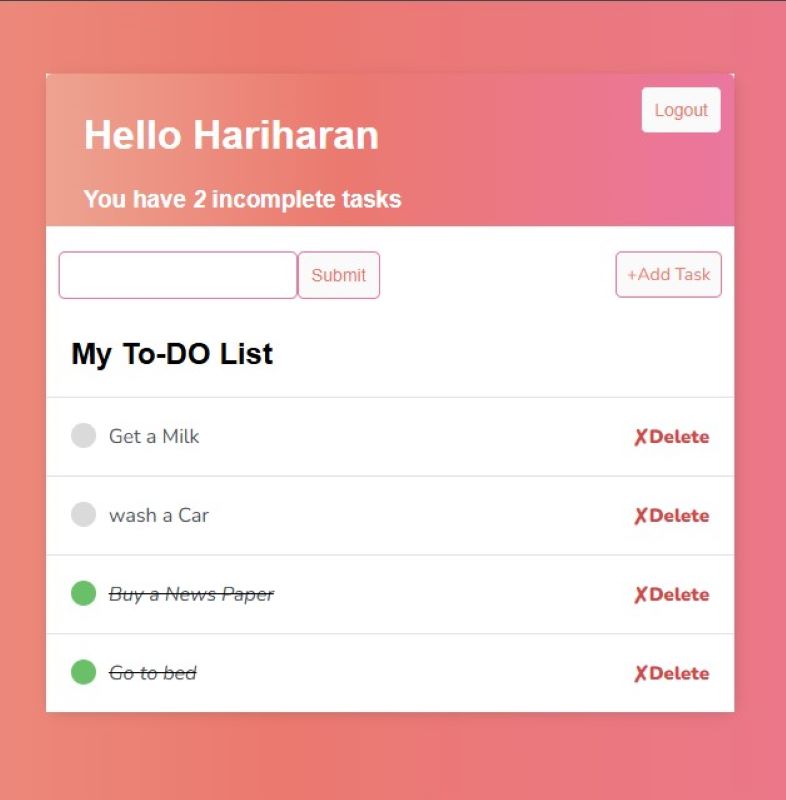 Logout
Hello Hariharan
You have 2 incomplete tasks
Submit
+Add Task
My To-DO List
Get a Milk
✗Delete
wash a Car
✗Delete
Buy a News Paper
✗Delete
Go to bed
✗Delete